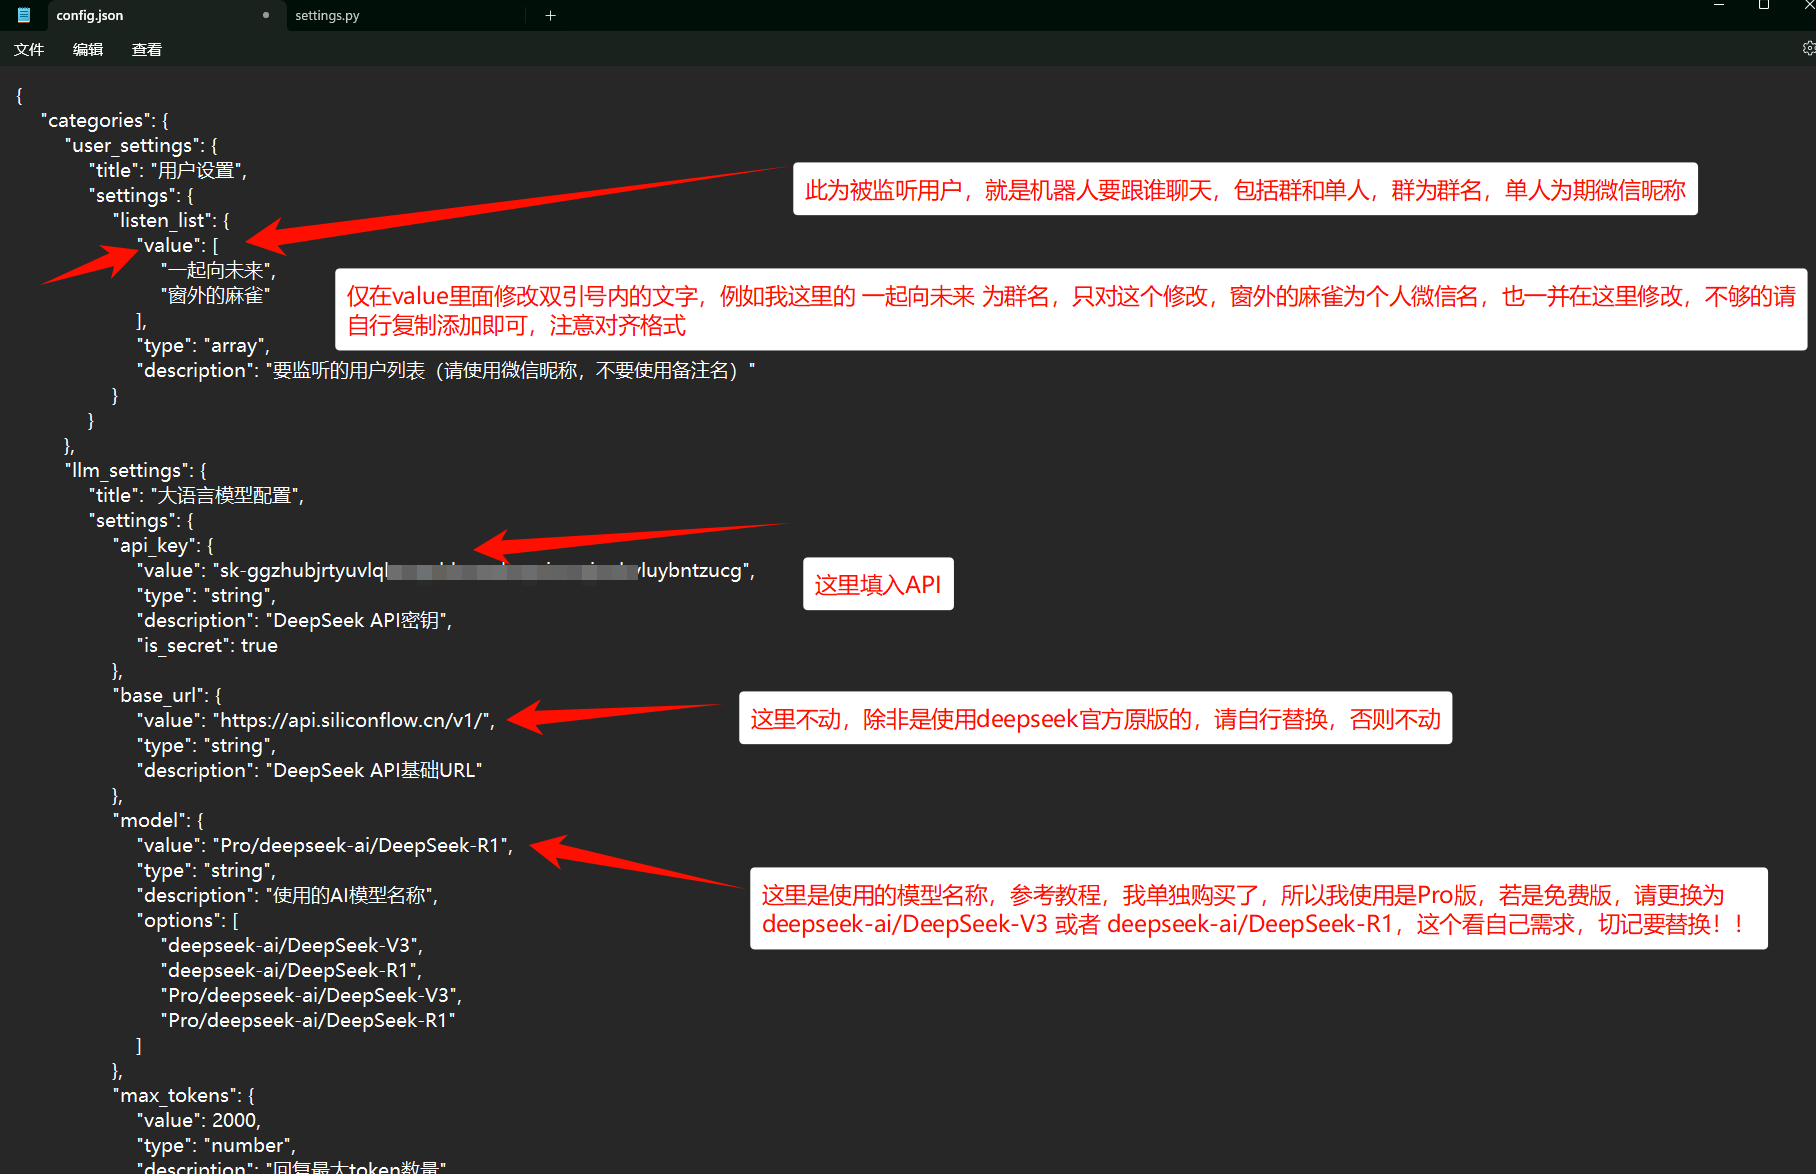 config.json
settings.py
文件 编辑 查看
{
"categories": {
"user_settings": {
"title": "用户设置",
"settings": {
"listen_list": {
"value": [
"一起向未来",
"窗外的麻雀"
],
"type": "array",
"description": "要监听的用户列表（请使用微信昵称，不要使用备注名）"
}
}
},
"llm_settings": {
"title": "大语言模型配置",
"settings": {
"api_key": {
"value": "sk-ggzhubjrtyuvlql luybntzucg",
"type": "string",
"description": "DeepSeek API密钥",
"is_secret": true
},
"base_url": {
"value": "https://api.siliconflow.cn/v1/",
"type": "string",
"description": "DeepSeek API基础URL"
},
"model": {
"value": "Pro/deepseek-ai/DeepSeek-R1",
"type": "string",
"description": "使用的AI模型名称",
"options": [
"deepseek-ai/DeepSeek-V3",
"deepseek-ai/DeepSeek-R1",
"Pro/deepseek-ai/DeepSeek-V3",
"Pro/deepseek-ai/DeepSeek-R1"
]
},
"max_tokens": {
"value": 2000,
"type": "number",
"description": "回复最大token数量"
此为被监听用户，就是机器人要跟谁聊天，包括群和单人，群为群名，单人为期微信昵称
仅在value里面修改双引号内的文字，例如我这里的 一起向未来 为群名，只对这个修改，窗外的麻雀为个人微信名，也一并在这里修改，不够的请
自行复制添加即可，注意对齐格式
这里填入API
这里不动，除非是使用deepseek官方原版的，请自行替换，否则不动
这里是使用的模型名称，参考教程，我单独购买了，所以我使用是Pro版，若是免费版，请更换为
deepseek-ai/DeepSeek-V3 或者 deepseek-ai/DeepSeek-R1，这个看自己需求，切记要替换！！